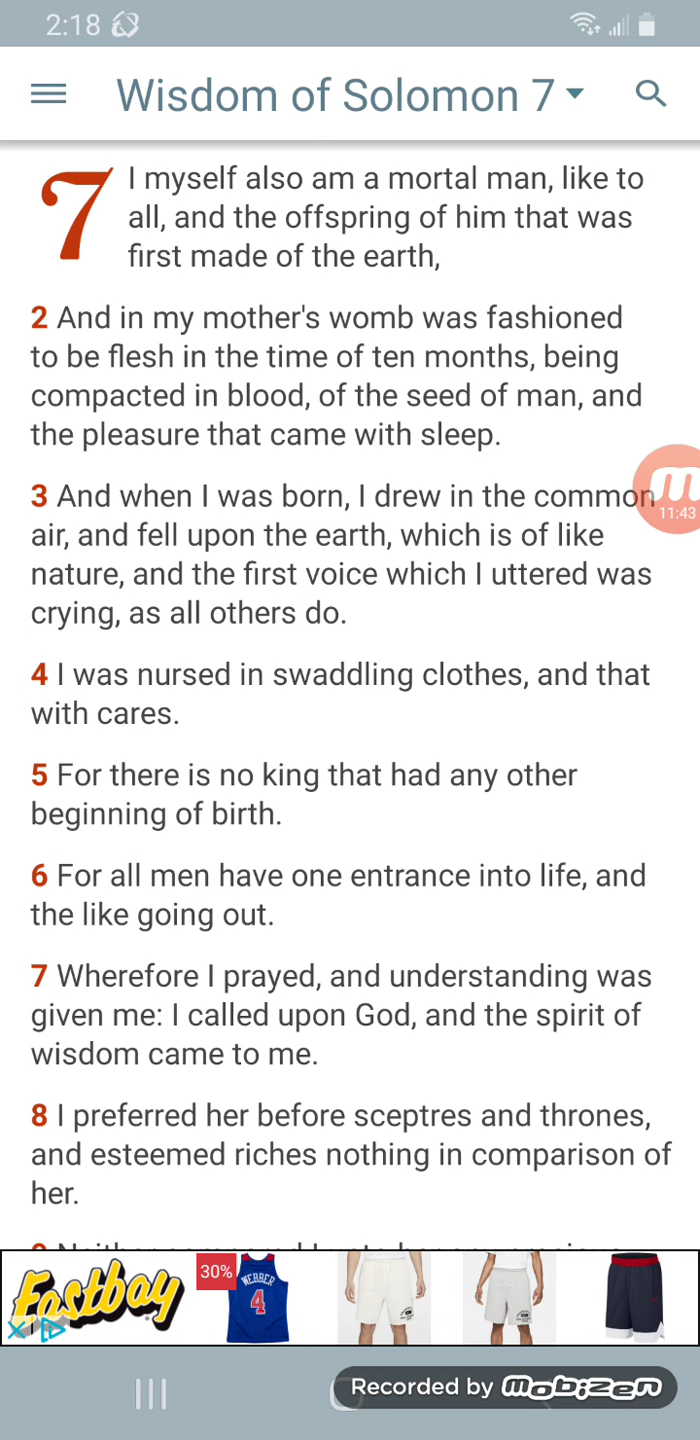 2:18
Wisdom of Solomon 7
7 I myself also am a mortal man, like to
all, and the offspring of him that was
first made of the earth,
2 And in my mother's womb was fashioned
to be flesh in the time of ten months, being
compacted in blood, of the seed of man, and
the pleasure that came with sleep.
3 And when I was born, I drew in the common
air, and fell upon the earth, which is of like
nature, and the first voice which I uttered was
crying, as all others do.
4 I was nursed in swaddling clothes, and that
with cares.
5 For there is no king that had any other
beginning of birth.
6 For all men have one entrance into life, and
the like going out.
7 Wherefore I prayed, and understanding was
given me: I called upon God, and the spirit of
wisdom came to me.
8 I preferred her before sceptres and thrones,
and esteemed riches nothing in comparison of
her.
m
11:43
Eastbay
30%
WEBBER
4
Recorded by mobizen